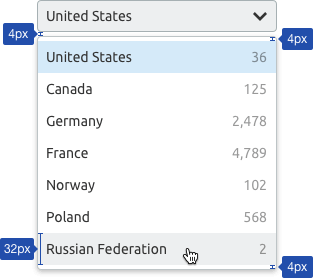 United States
4px
4px
United States 36
Canada 125
Germany 2,478
France 4,789
Norway 102
Poland 568
32px
Russian Federation 2
4px